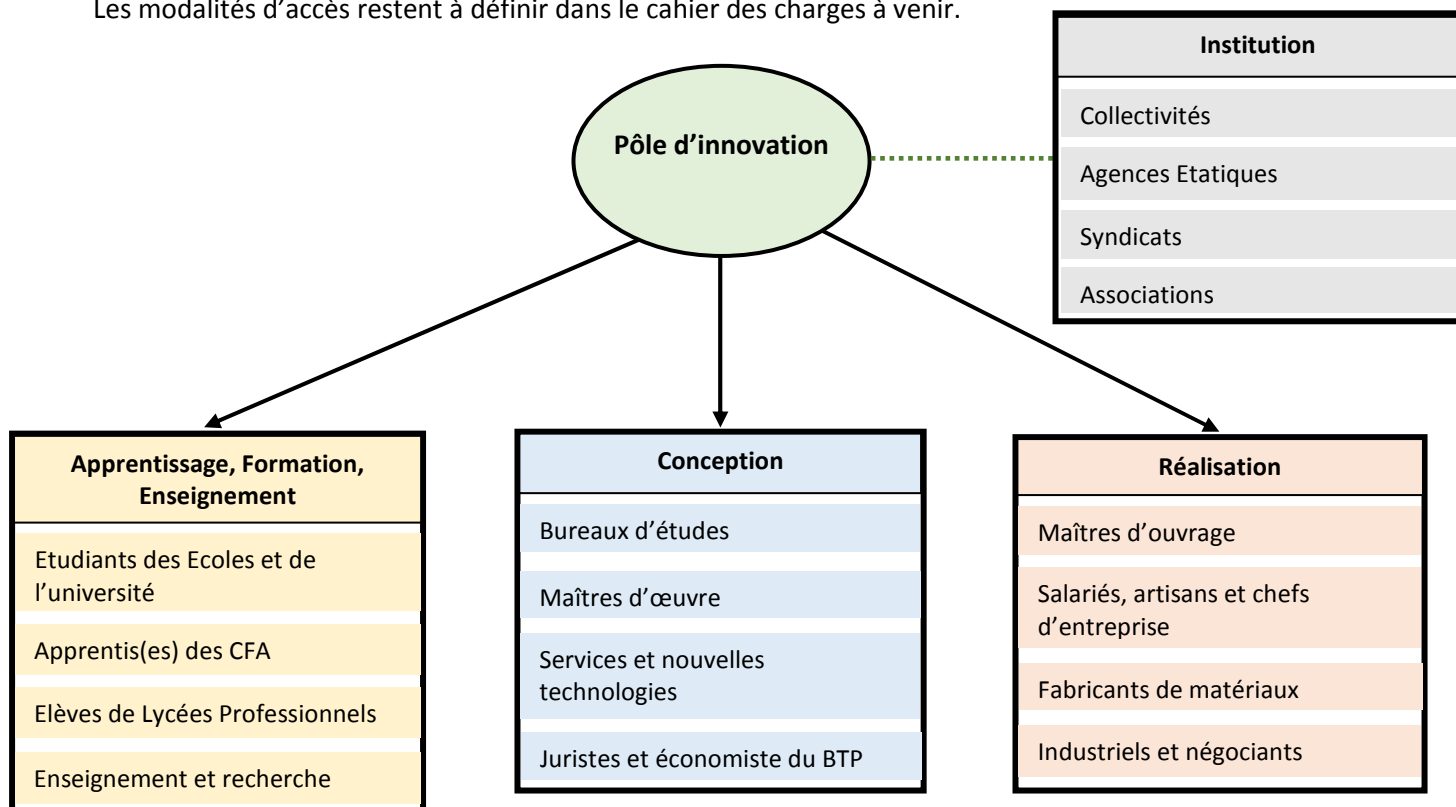 Les modalités d'accès restent à définir dans le cahier des charges à venir.
Institution
Collectivités
Agences Etatiques
Syndicats
Associations
Pôle d'innovation
Apprentissage, Formation,
Enseignement
Etudiants des Ecoles et de
l'université
Apprentis(es) des CFA
Elèves de Lycées Professionnels
Enseignement et recherche
Conception
Bureaux d'études
Maîtres d'œuvre
Services et nouvelles
technologies
Juristes et économiste du BTP
Réalisation
Maîtres d'ouvrage
Salariés, artisans et chefs
d'entreprise
Fabricants de matériaux
Industriels et négociants